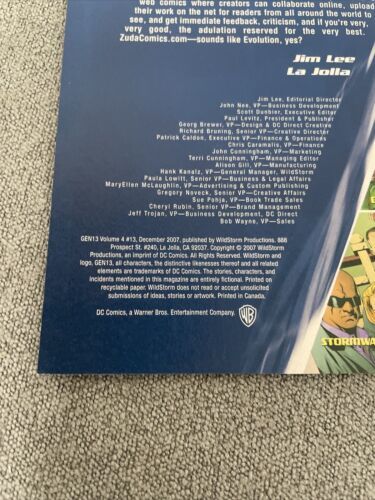 web comics where creators can collaborate online, upload
their work on the net for readers from all around the world to
see, and get immediate feedback, criticism, and if you're very,
very good, the adulation reserved for the very best.
ZudaComics.com—sounds like Evolution, yes?
Jim Lee
La Jolla
Jim Lee, Editorial Director
John Nee, VP—Business Development
Scott Dunbier, Executive Editor
Paul Levitz, President & Publisher
Georg Brewer, VP—Design & DC Direct Creative
Richard Bruning, Senior VP—Creative Director
Patrick Caldon, Executive VP—Finance & Operations
Chris Caramalis, VP—Finance
John Cunningham, VP—Marketing
Terri Cunningham, VP—Managing Editor
Alison Gill, VP—Manufacturing
Hank Kanalz, VP—General Manager, WildStorm
Paula Lowitt, Senior VP—Business & Legal Affairs
MaryEllen McLaughlin, VP—Advertising & Custom Publishing
Gregory Noveck, Senior VP—Creative Affairs
Sue Pohja, VP—Book Trade Sales
Cheryl Rubin, Senior VP—Brand Management
Jeff Trojan, VP—Business Development, DC Direct
Bob Wayne, VP—Sales
GEN13 Volume 4 #13, December 2007, published by WildStorm Productions, 888
Prospect St. #240, La Jolla, CA 92037. Copyright © 2007 WildStorm
Productions, an imprint of DC Comics. All Rights Reserved. WildStorm and
logo, GEN13, all characters, the distinctive likenesses thereof and all related
elements are trademarks of DC Comics. The stories, characters, and
incidents mentioned in this magazine are entirely fictional. Printed on
recyclable paper. WildStorm does not read or accept unsolicited
submissions of ideas, stories or artwork. Printed in Canada.
DC Comics, a Warner Bros. Entertainment Company.
WB
STORMWA